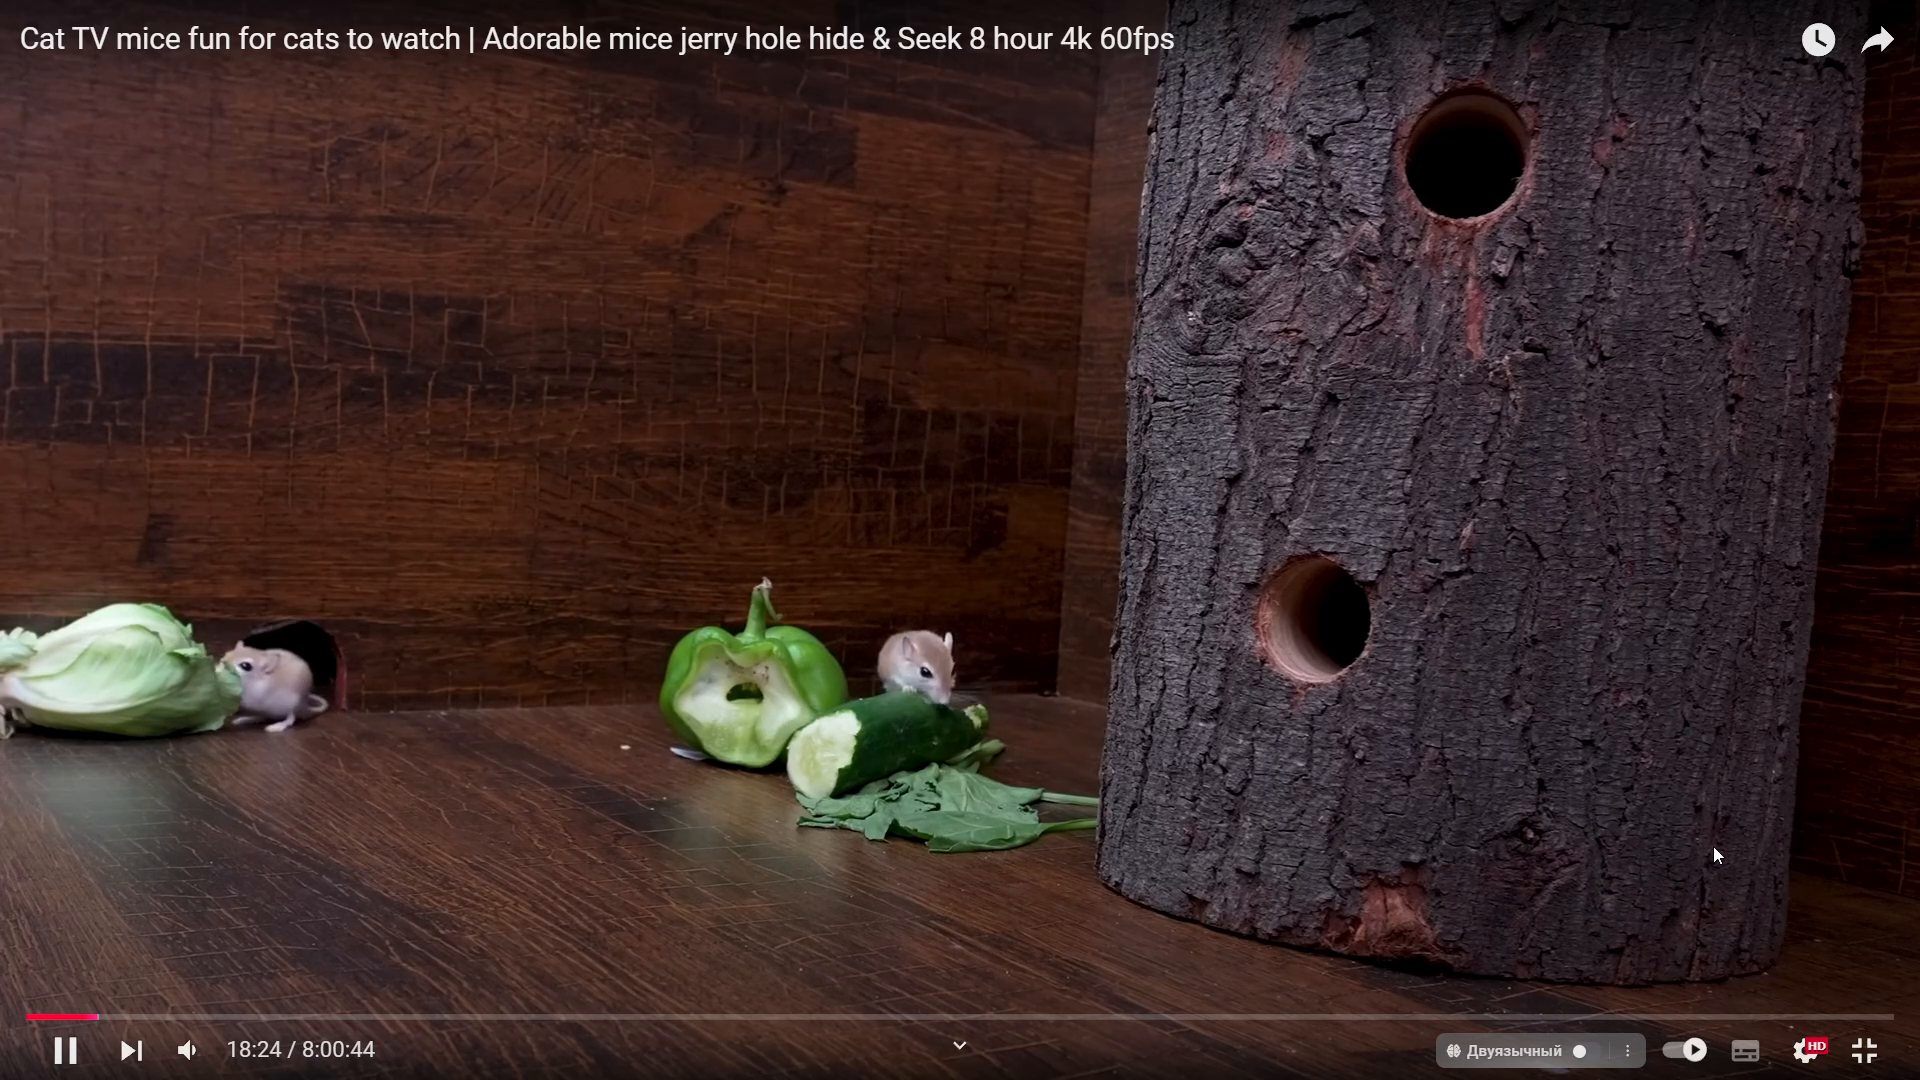 Cat TV mice fun for cats to watch | Adorable mice jerry hole hide & Seek 8 hour 4k 60fps
18:24 / 8:00:44
Двуязычный
HD